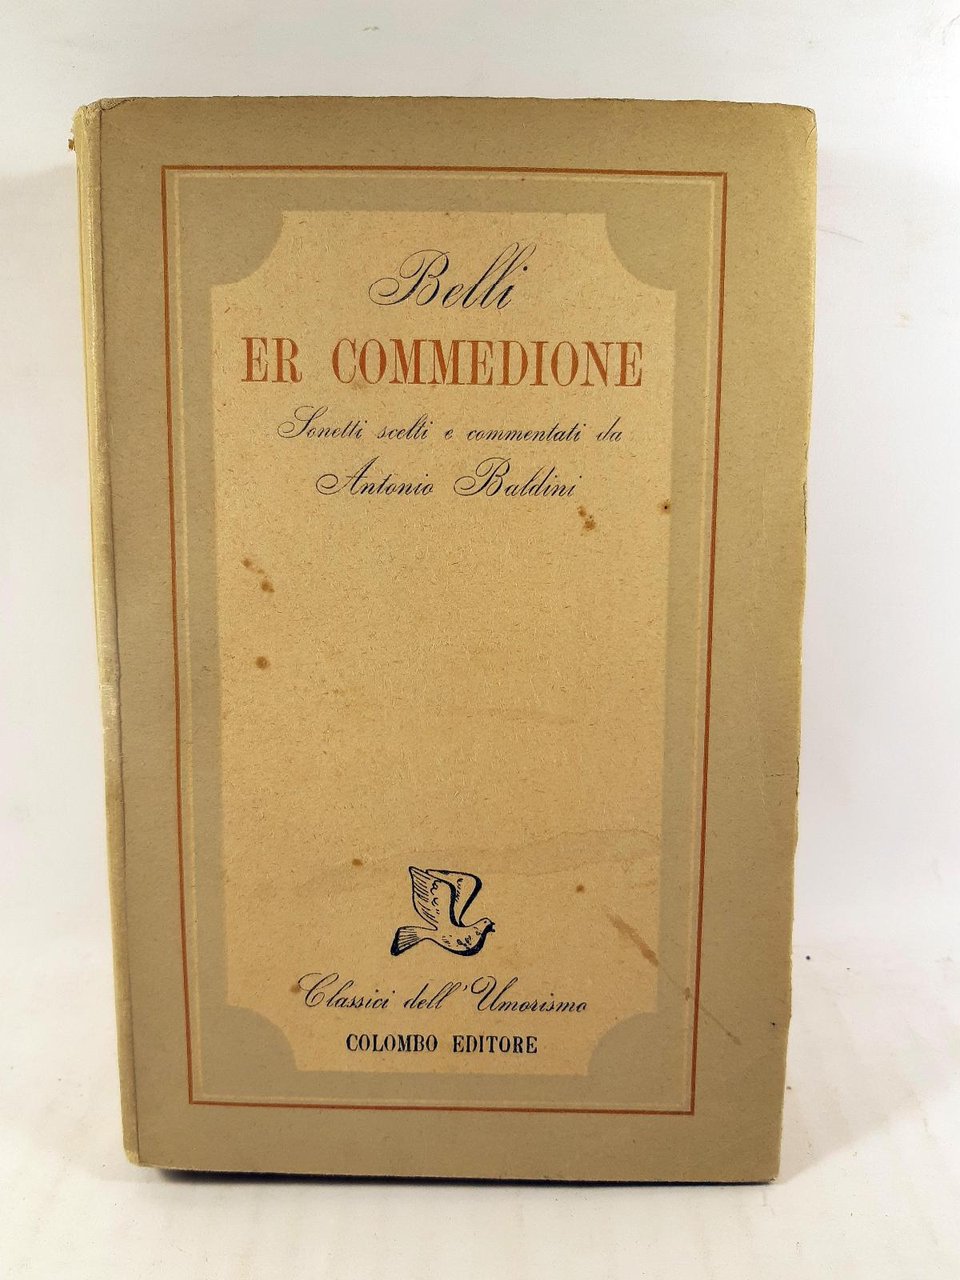 Belli
ER COMMEDIONE
Sonetti scelti e commentati da
Antonio Baldini
Classici dell'Umorismo
COLOMBO EDITORE